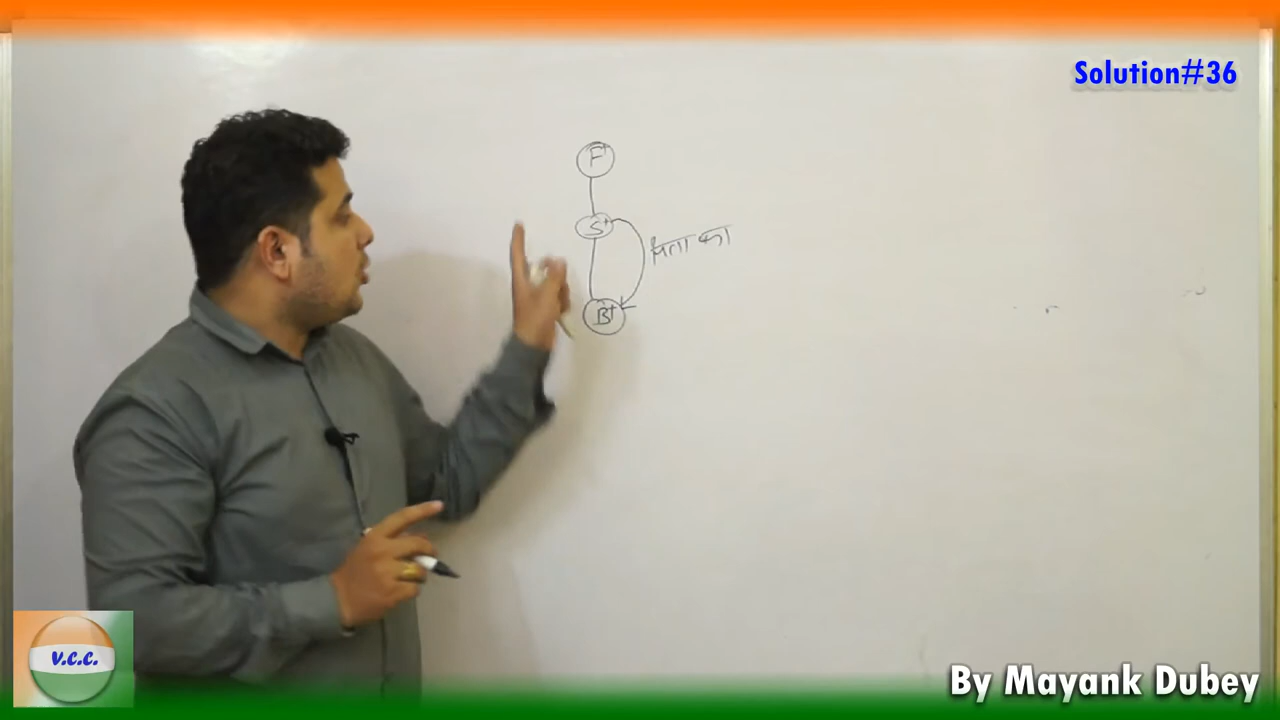 Solution#36
F+
S+
पिता का
B+
V.C.C.
By Mayank Dubey